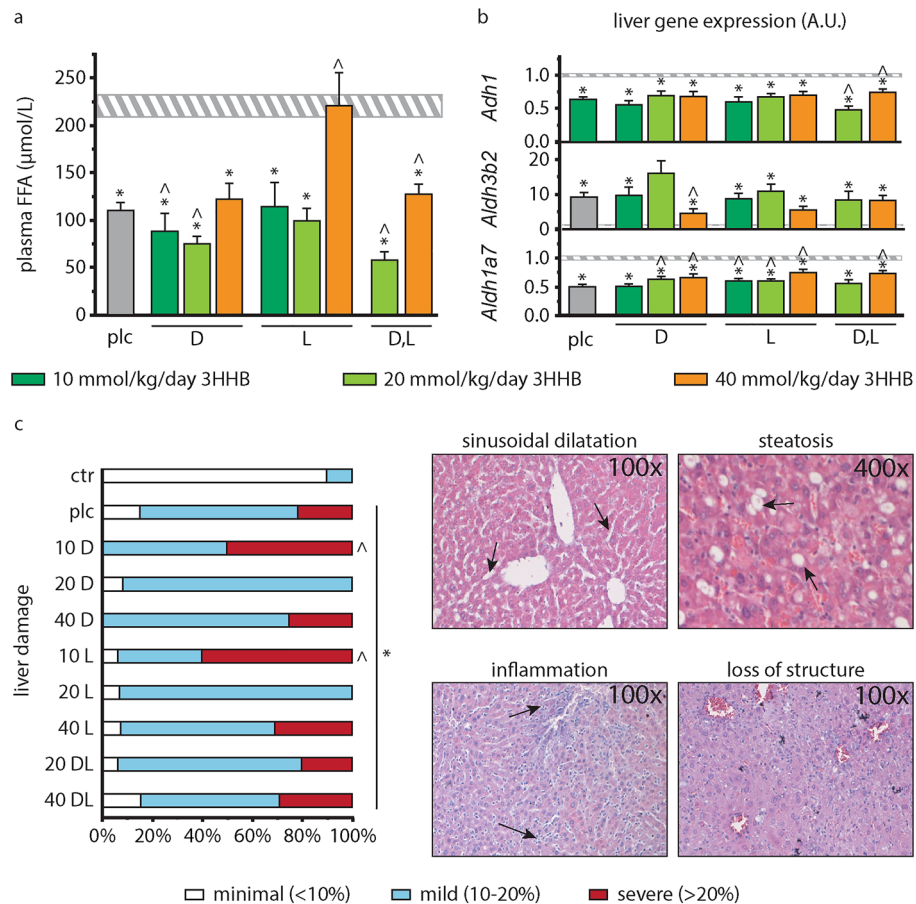 a
plasma FFA (µmol/L)
250
200
150
100
50
0
*
^
*
^
*
*
*
*
^
^
*
^
*
plc
D
L
D,L
b
liver gene expression (A.U.)
Adh1
1.0
0.5
0.0
*
*
*
*
*
*
*
^
*
^
*
Aldh3b2
20
10
0
*
*
^
*
*
*
*
*
*
Aldh1a7
1.0
0.5
0.0
*
*
^
*
^
*
^
*
^
*
^
*
*
^
*
plc
D
L
D,L
10 mmol/kg/day 3HHB
20 mmol/kg/day 3HHB
40 mmol/kg/day 3HHB
c
liver damage
ctr
plc
10 D
^
20 D
40 D
10 L
^
*
20 L
40 L
20 DL
40 DL
0% 20% 40% 60% 80% 100%
sinusoidal dilatation
100x
steatosis
400x
inflammation
100x
loss of structure
100x
minimal (<10%)
mild (10-20%)
severe (>20%)